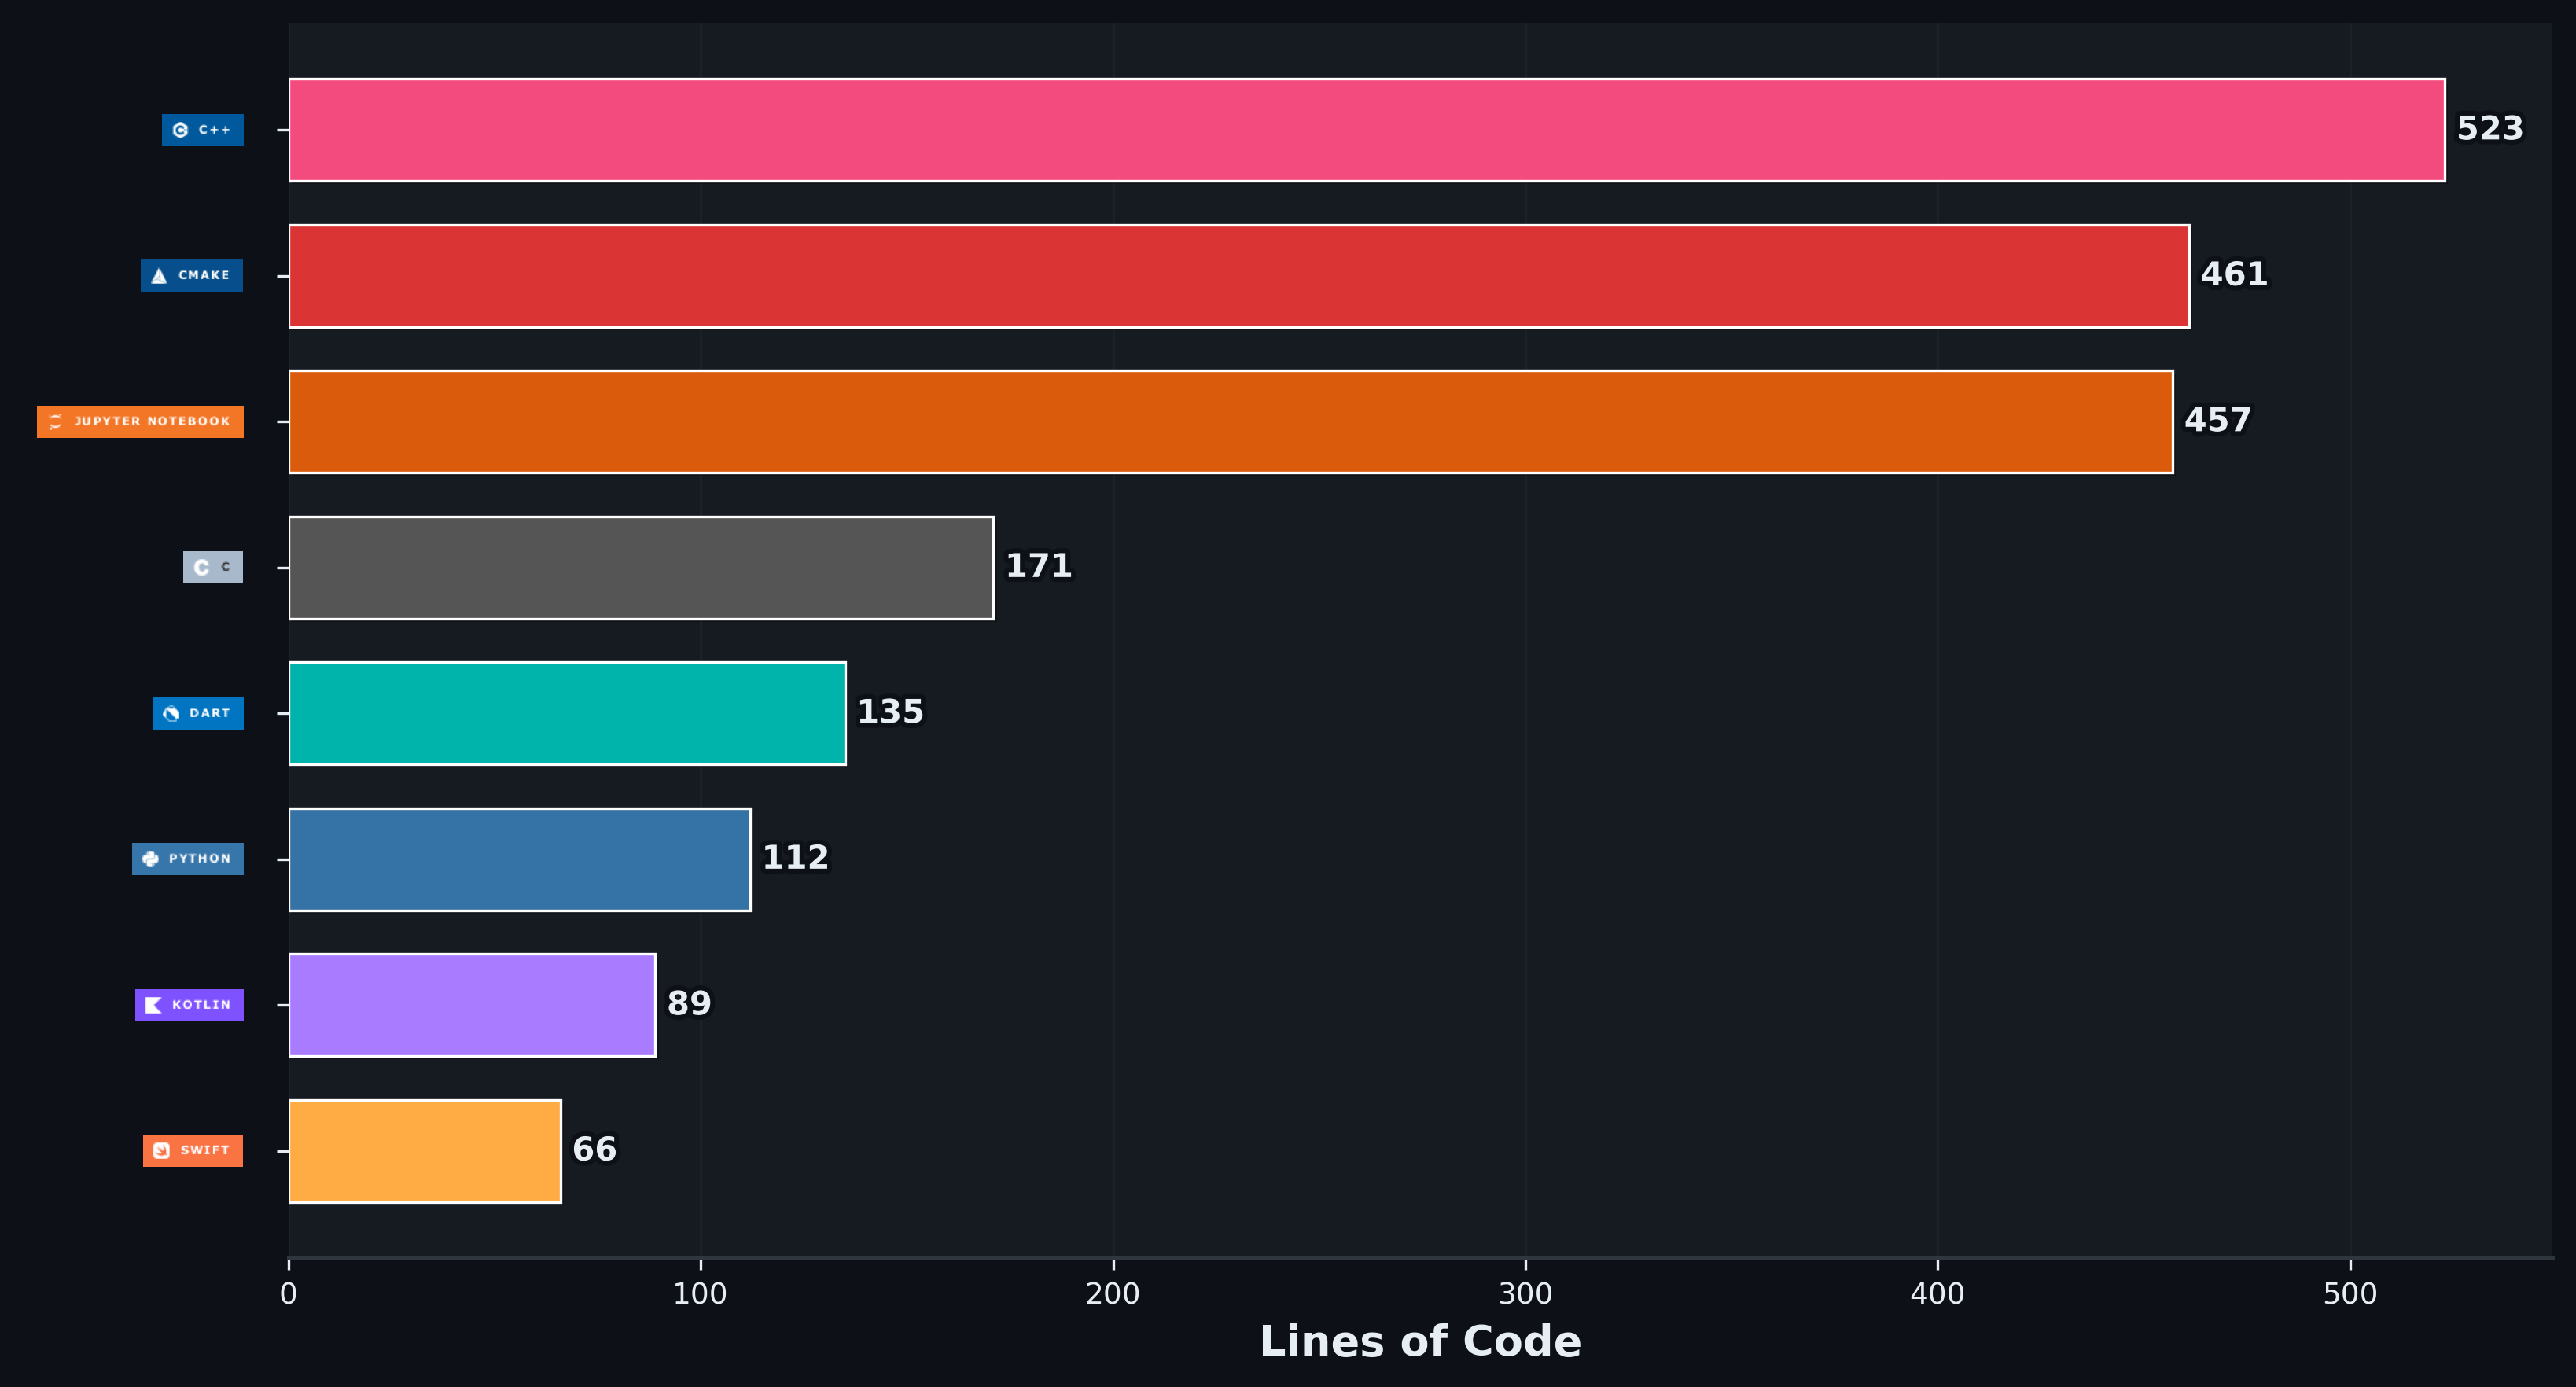 C++
523
CMAKE
461
JUPYTER NOTEBOOK
457
C C
171
DART
135
PYTHON
112
KOTLIN
89
SWIFT
66
0 100 200 300 400 500
Lines of Code